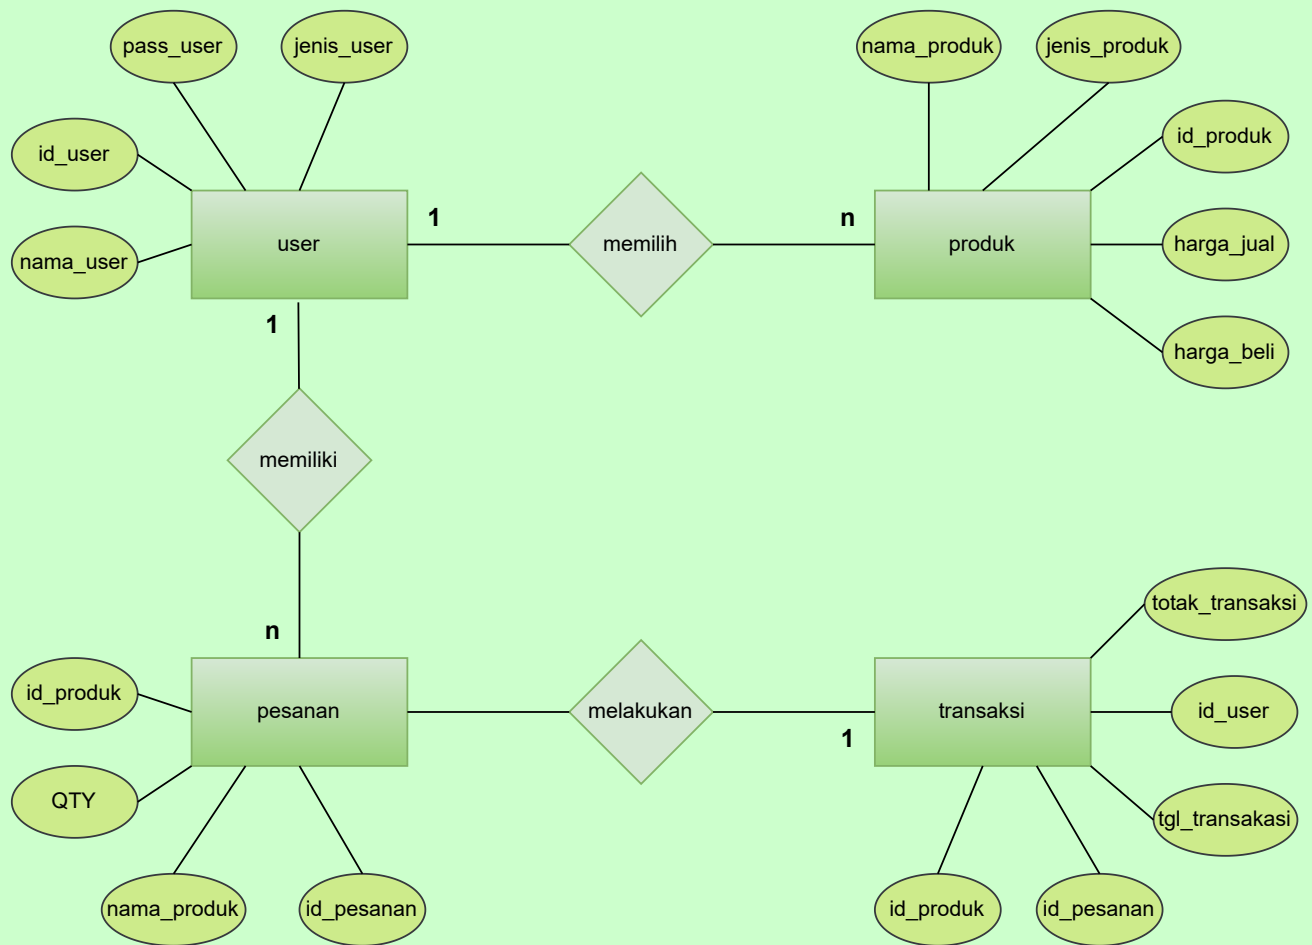 pass_user
jenis_user
nama_produk
jenis_produk
id_user
id_produk
1
n
user
memilih
produk
harga_jual
nama_user
1
harga_beli
memiliki
totak_transaksi
n
id_produk
pesanan
melakukan
transaksi
id_user
1
QTY
tgl_transakasi
nama_produk
id_pesanan
id_produk
id_pesanan